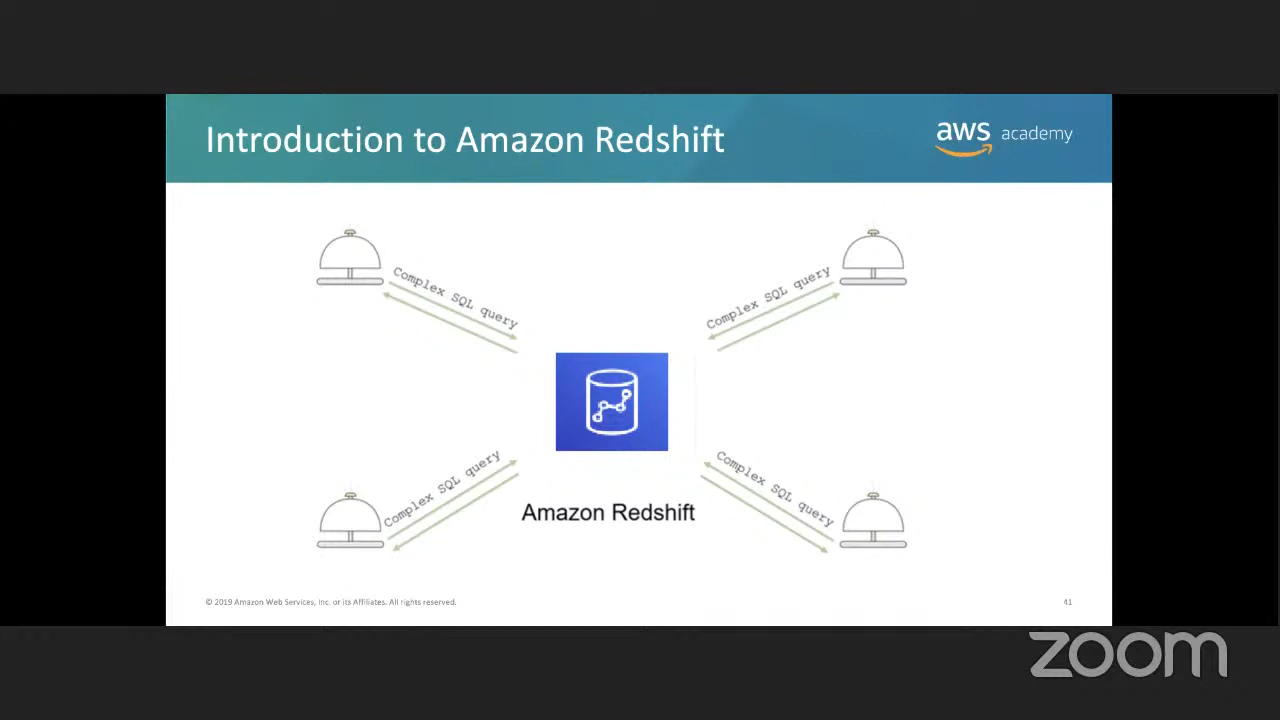 Introduction to Amazon Redshift
aws academy
Complex SQL query
Complex SQL query
Complex SQL query
Complex SQL query
Amazon Redshift
© 2019 Amazon Web Services, Inc. or its Affiliates. All rights reserved.
41
zoom